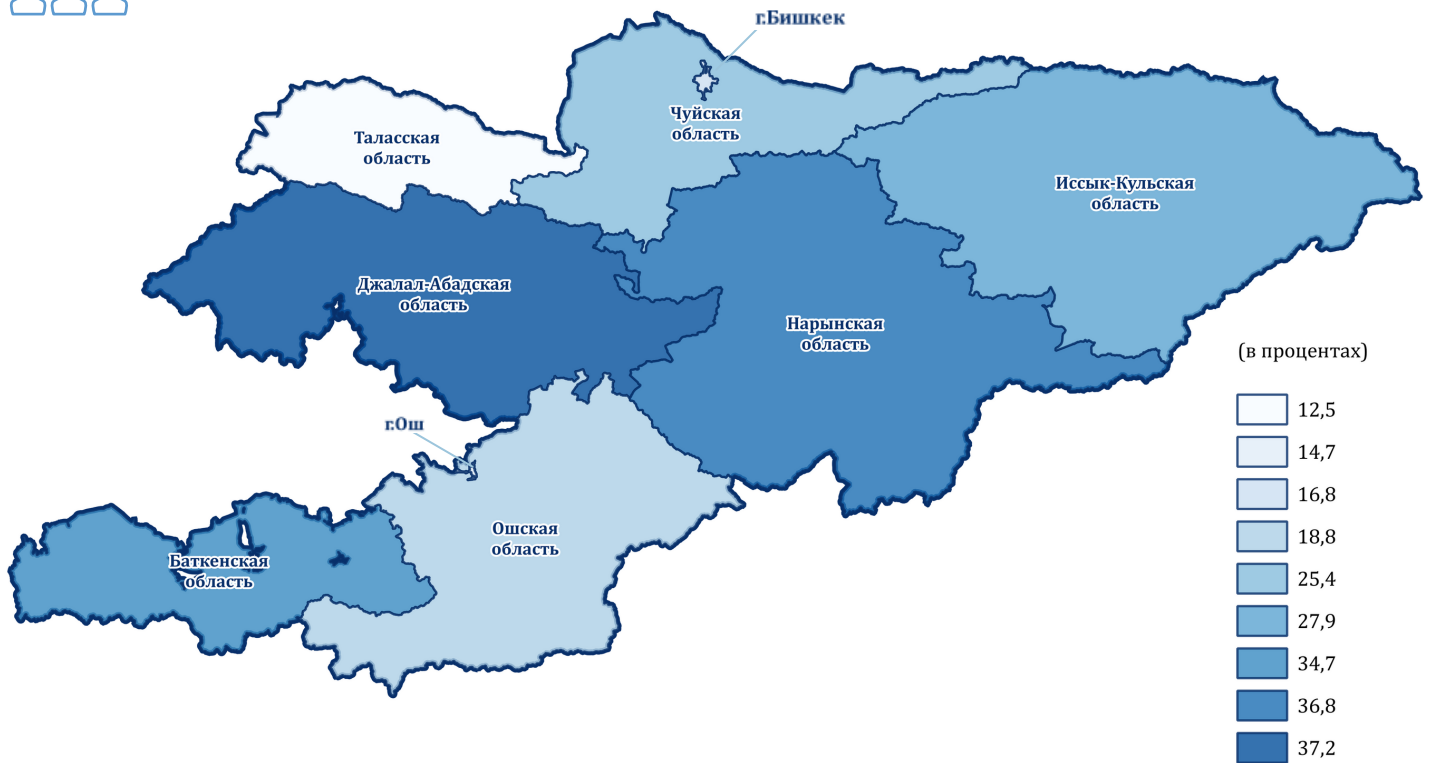 г.Бишкек
Чуйская
область
Таласская
область
Иссык-Кульская
область
Джалал-Абадская
область
Нарынская
область
г.Ош
Ошская
область
Баткенская
область
(в процентах)
12,5
14,7
16,8
18,8
25,4
27,9
34,7
36,8
37,2